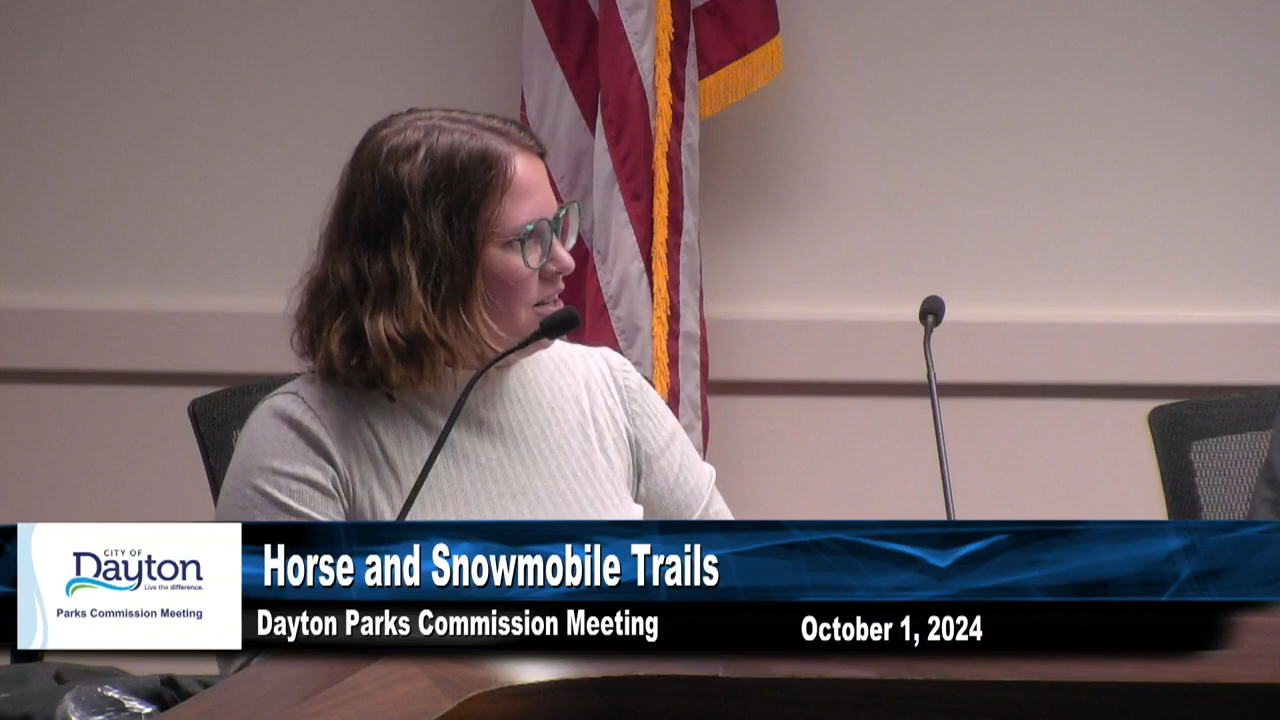 CITY OF
Dayton
Live the difference.
Parks Commission Meeting
Horse and Snowmobile Trails
Dayton Parks Commission Meeting
October 1, 2024